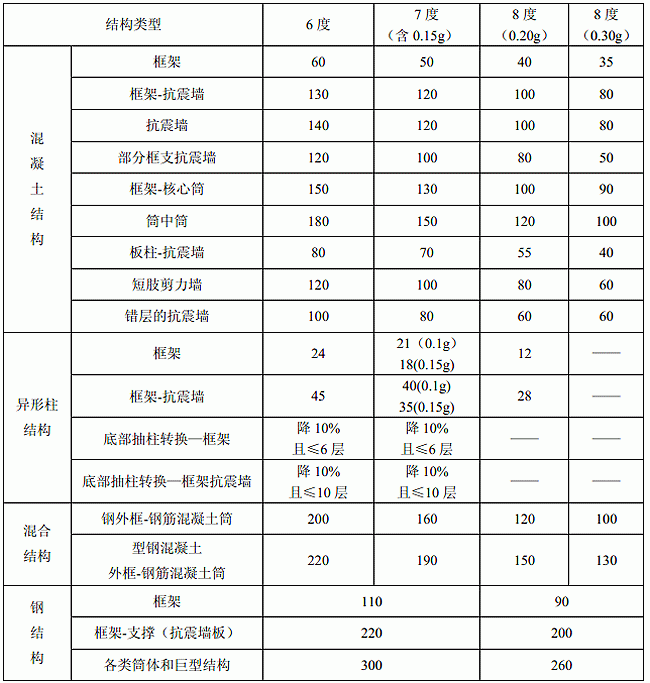 结构类型 6 度 7 度 8 度 8 度
（含 0.15g） (0.20g) (0.30g)
混凝土结构
框架 60 50 40 35
框架-抗震墙 130 120 100 80
抗震墙 140 120 100 80
部分框支抗震墙 120 100 80 50
框架-核心筒 150 130 100 90
筒中筒 180 150 120 100
板柱-抗震墙 80 70 55 40
短肢剪力墙 120 100 80 60
错层的抗震墙 100 80 60 60
异形柱
结构
框架 24 21（0.1g） 12 ——
18(0.15g)
框架-抗震墙 45 40(0.1g) 28 ——
35(0.15g)
底部抽柱转换—框架 降 10% 降 10% —— ——
且≤6 层 且≤6 层
底部抽柱转换—框架抗震墙 降 10% 降 10% —— ——
且≤10 层 且≤10 层
混合
结构
钢外框-钢筋混凝土筒 200 160 120 100
型钢混凝土 220 190 150 130
外框-钢筋混凝土筒
钢结构
框架 110 90
框架-支撑（抗震墙板） 220 200
各类筒体和巨型结构 300 260